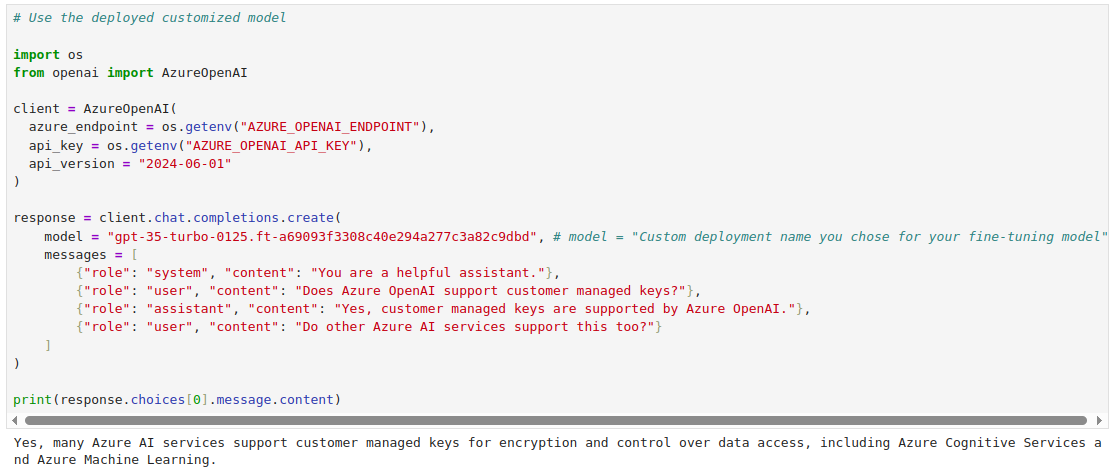 # Use the deployed customized model
import os
from openai import AzureOpenAI
client = AzureOpenAI(
  azure_endpoint = os.getenv("AZURE_OPENAI_ENDPOINT"),
  api_key = os.getenv("AZURE_OPENAI_API_KEY"),
  api_version = "2024-06-01"
)
response = client.chat.completions.create(
    model = "gpt-35-turbo-0125.ft-a69093f3308c40e294a277c3a82c9dbd", # model = "Custom deployment name you chose for your fine-tuning model"
    messages = [
        {"role": "system", "content": "You are a helpful assistant."},
        {"role": "user", "content": "Does Azure OpenAI support customer managed keys?"},
        {"role": "assistant", "content": "Yes, customer managed keys are supported by Azure OpenAI."},
        {"role": "user", "content": "Do other Azure AI services support this too?"}
    ]
)
print(response.choices[0].message.content)
Yes, many Azure AI services support customer managed keys for encryption and control over data access, including Azure Cognitive Services a
nd Azure Machine Learning.